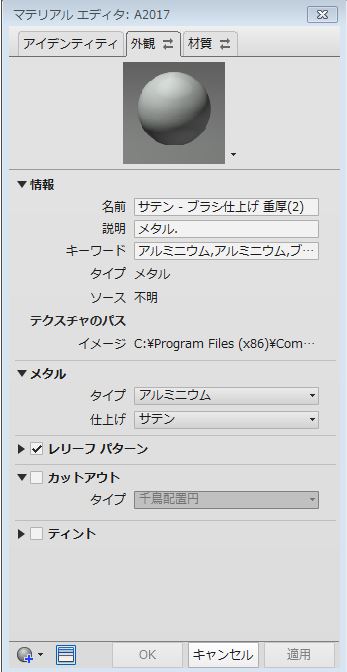 マテリアル エディタ: A2017
アイデンティティ 外観 材質
情報
名前 サテン - ブラシ仕上げ 重厚(2)
説明 メタル.
キーワード アルミニウム,アルミニウム,ブ…
タイプ メタル
ソース 不明
テクスチャのパス
イメージ C:¥Program Files (x86)¥Com…
メタル
タイプ アルミニウム
仕上げ サテン
レリーフ パターン
カットアウト
タイプ 千鳥配置円
ティント
OK キャンセル 適用